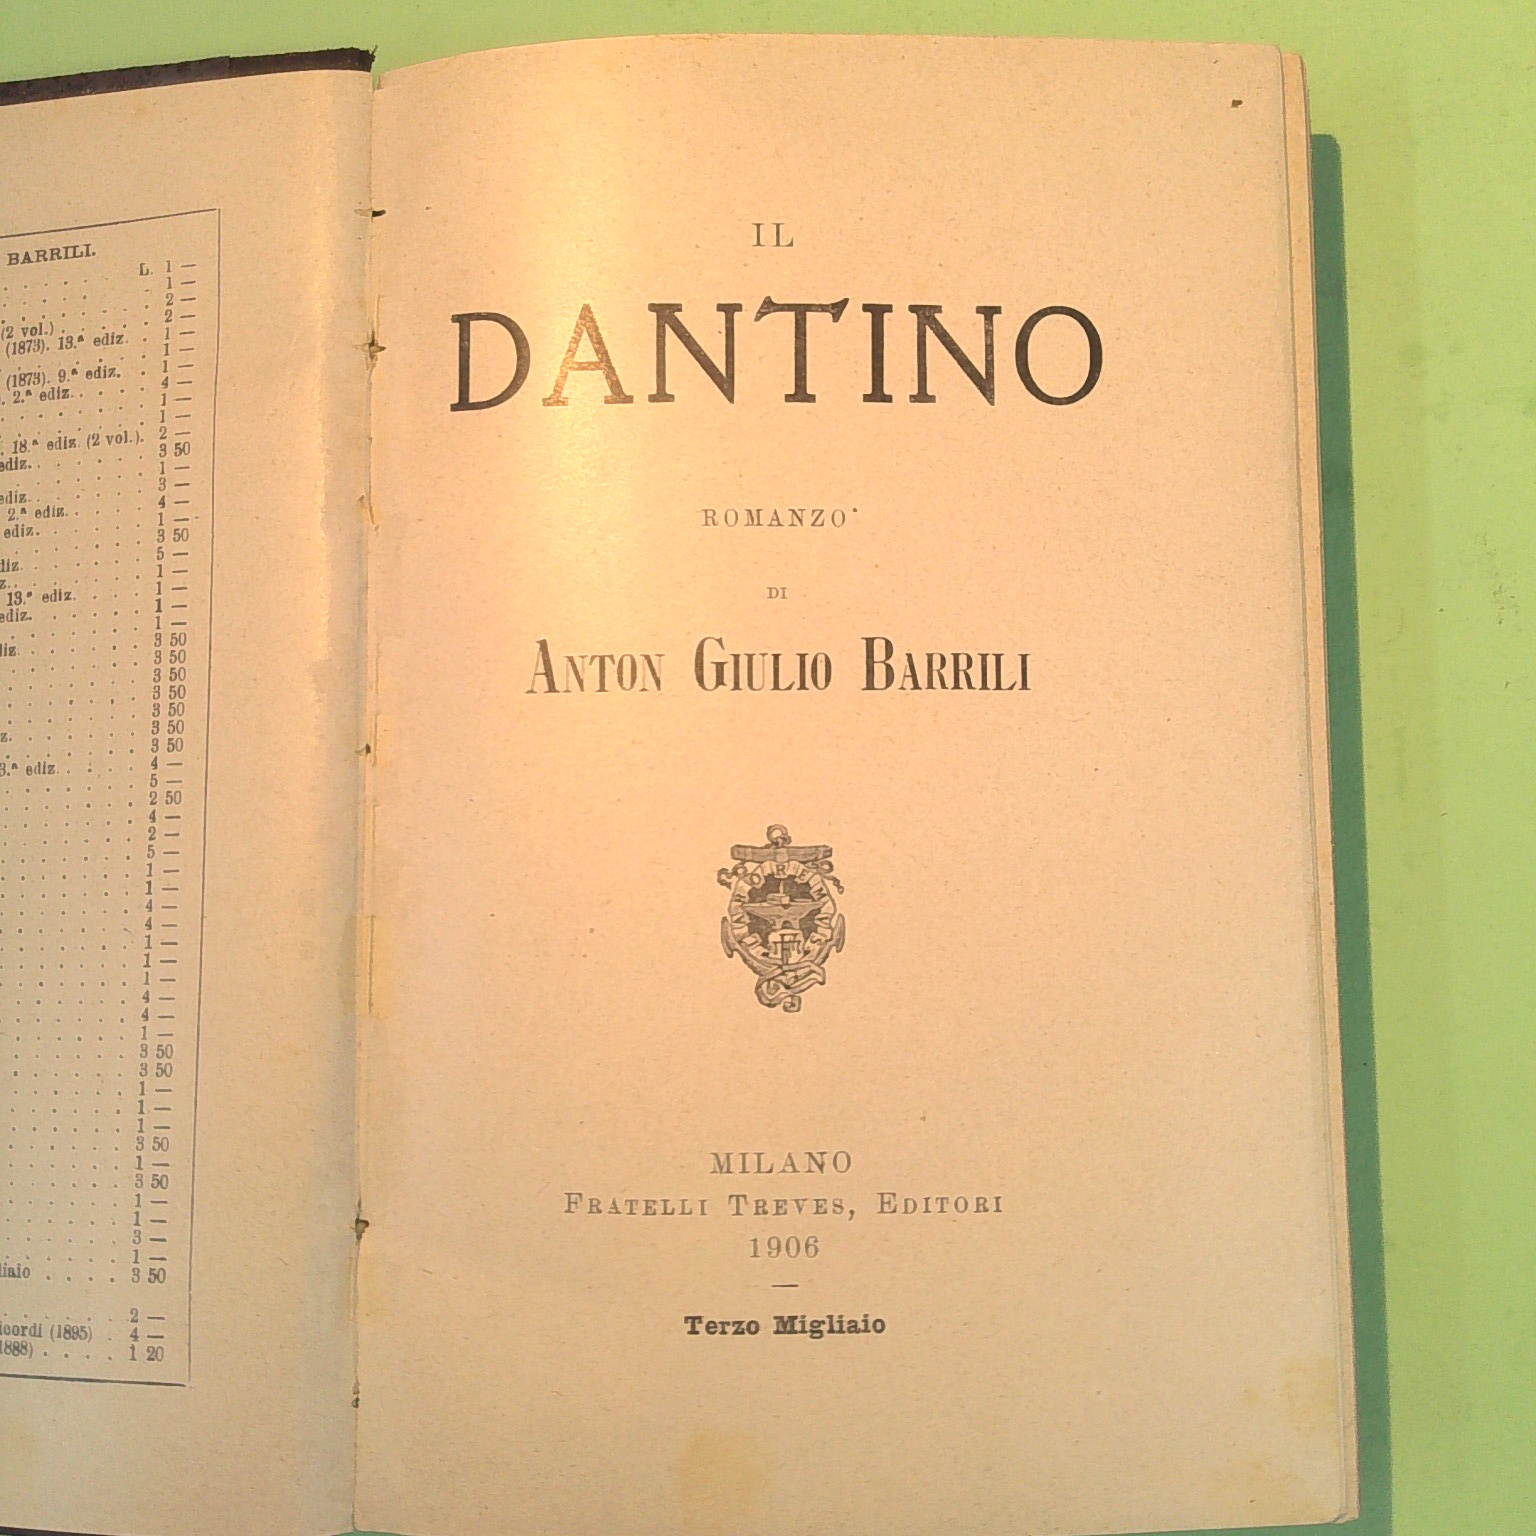 BARRILI.
L. 1 —
1 —
2 —
2 —
(2 vol.) . . . . . 1 —
(1873). 13.ª ediz. . 1 —
1 —
(1873). 9.ª ediz. . 4 —
2.ª ediz. . . . . 1 —
1 —
2 —
18.ª ediz. (2 vol.). 3 50
ediz. . . . . . . 1 —
3 —
ediz. . . . . . . 4 —
2.ª ediz. . . . . 1 —
ediz. . . . . . . 3 50
5 —
1 —
1 —
13.ª ediz. . . . . 1 —
ediz. . . . . . . 1 —
3 50
3 50
3 50
3 50
3 50
3 50
3 50
ediz. . . . . 4 —
5 —
2 50
4 —
2 —
5 —
1 —
1 —
4 —
4 —
1 —
1 —
1 —
4 —
4 —
1 —
3 50
3 50
1 —
1 —
1 —
3 50
1 —
3 50
1 —
1 —
3 —
1 —
3 50
2 —
(1895) . 4 —
1888) . . . . 1 20
IL
DANTINO
ROMANZO
DI
ANTON GIULIO BARRILI
LABOREMUS
FT
MILANO
FRATELLI TREVES, EDITORI
1906
—
Terzo Migliaio